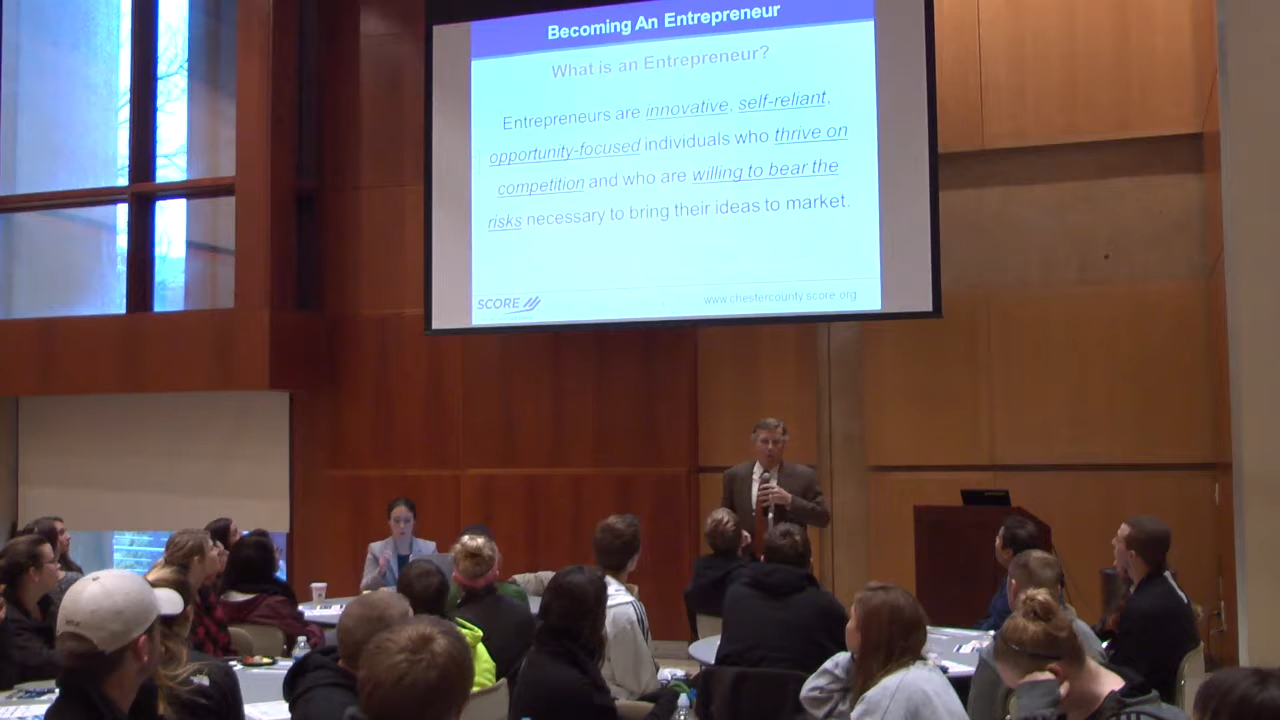 Becoming An Entrepreneur
What is an Entrepreneur?
Entrepreneurs are innovative, self-reliant,
opportunity-focused individuals who thrive on
competition and who are willing to bear the
risks necessary to bring their ideas to market.
SCORE
www.chestercounty.score.org